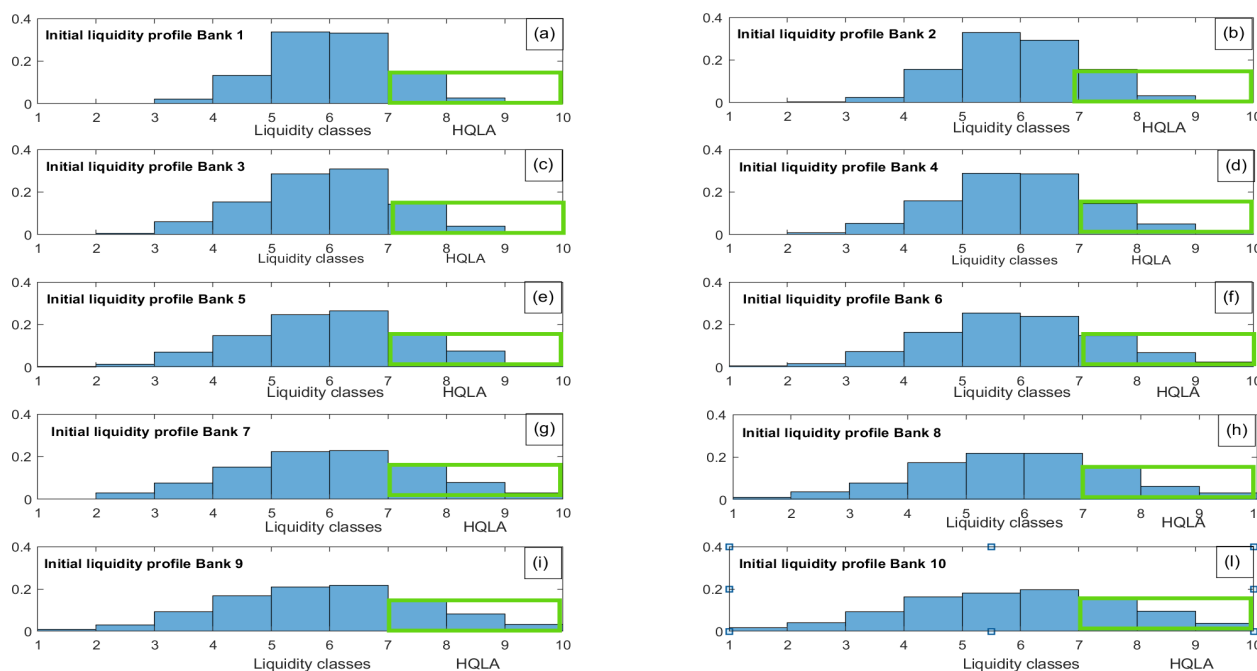 0.4
Initial liquidity profile Bank 1
(a)
0.2
0
1 2 3 4 5 6 7 8 9 10
Liquidity classes HQLA
0.4
Initial liquidity profile Bank 2
(b)
0.2
0
1 2 3 4 5 6 7 8 9 10
Liquidity classes HQLA
0.4
Initial liquidity profile Bank 3
(c)
0.2
0
1 2 3 4 5 6 7 8 9 10
Liquidity classes HQLA
0.4
Initial liquidity profile Bank 4
(d)
0.2
0
1 2 3 4 5 6 7 8 9 10
Liquidity classes HQLA
0.4
Initial liquidity profile Bank 5
(e)
0.2
0
1 2 3 4 5 6 7 8 9 10
Liquidity classes HQLA
0.4
Initial liquidity profile Bank 6
(f)
0.2
0
1 2 3 4 5 6 7 8 9 10
Liquidity classes HQLA
0.4
Initial liquidity profile Bank 7
(g)
0.2
0
1 2 3 4 5 6 7 8 9 10
Liquidity classes HQLA
0.4
Initial liquidity profile Bank 8
(h)
0.2
0
1 2 3 4 5 6 7 8 9 1
Liquidity classes HQLA
0.4
Initial liquidity profile Bank 9
(i)
0.2
0
1 2 3 4 5 6 7 8 9 10
Liquidity classes HQLA
0.4
Initial liquidity profile Bank 10
(l)
0.2
0
1 2 3 4 5 6 7 8 9 10
Liquidity classes HQLA